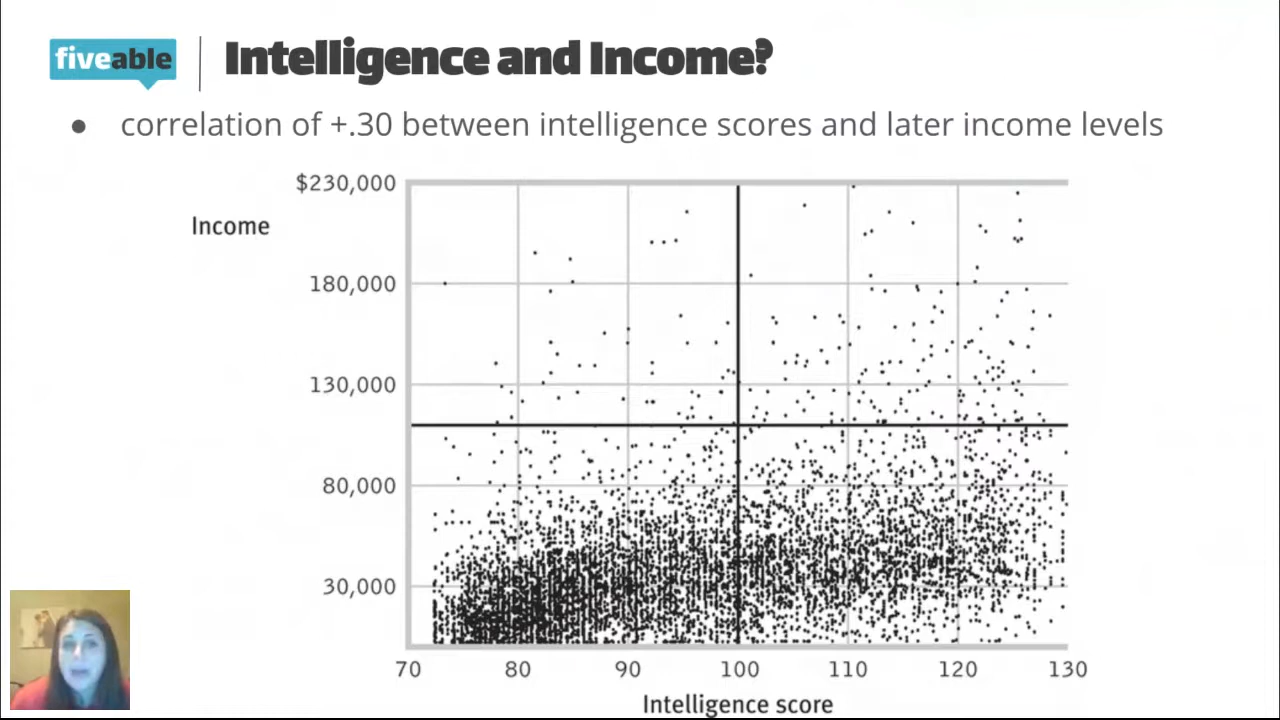 fiveable
Intelligence and Income?
● correlation of +.30 between intelligence scores and later income levels
$230,000
Income
180,000
130,000
80,000
30,000
70 80 90 100 110 120 130
Intelligence score